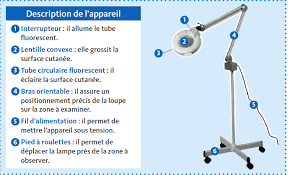 Description de l'appareil
1 Interrupteur : il allume le tube
fluorescent.
2 Lentille convexe : elle grossit la
surface cutanée.
3 Tube circulaire fluorescent : il
éclaire la surface cutanée.
4 Bras orientable : il assure un
positionnement précis de la loupe
sur la zone à examiner.
5 Fil d'alimentation : il permet de
mettre l'appareil sous tension.
6 Pied à roulettes : il permet de
déplacer la lampe près de la zone à
observer.
1
2
3
4
5
6